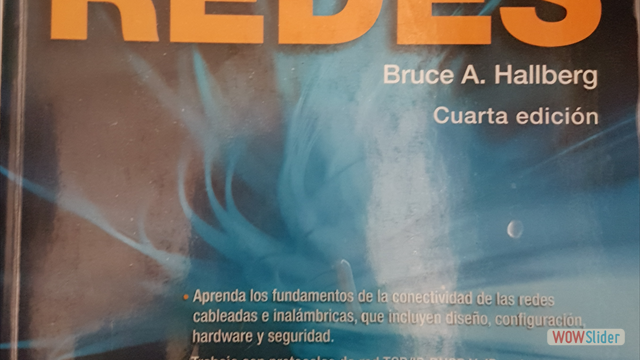 REDES
Bruce A. Hallberg
Cuarta edición
• Aprenda los fundamentos de la conectividad de las redes
cableadas e inalámbricas, que incluyen diseño, configuración,
hardware y seguridad.
WOWSlider